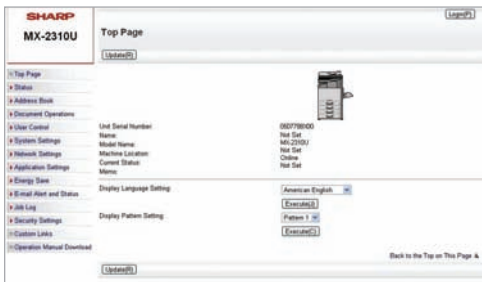 SHARP
MX-2310U
Login(P)
Top Page
Update(R)
Top Page
Status
Address Book
Document Operations
User Control
System Settings
Network Settings
Application Settings
Energy Save
E-mail Alert and Status
Job Log
Security Settings
Custom Links
Operation Manual Download
Unit Serial Number:
Name: Not Set
Model Name: MX-2310U
Machine Location: Not Set
Current Status: Online
Memo: Not Set
Display Language Setting: American English
Execute(J)
Display Pattern Setting: Pattern 1
Execute(C)
Back to the Top on This Page ▲
Update(R)